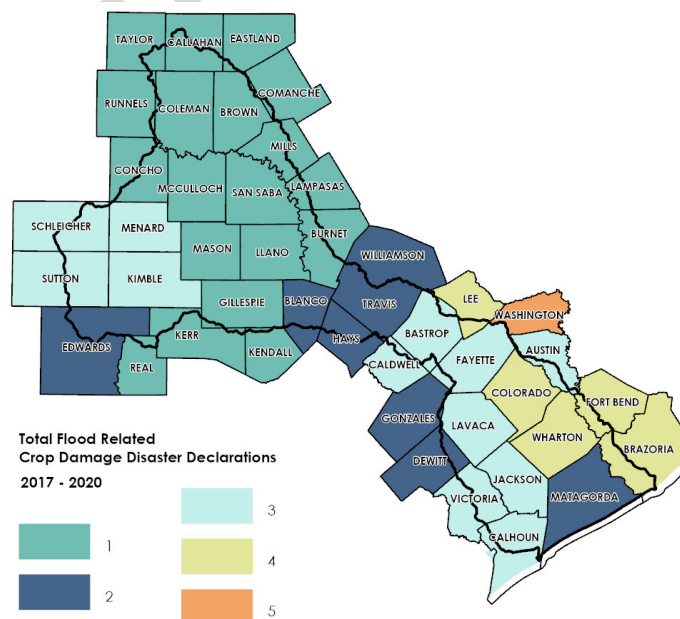 TAYLOR
CALLAHAN
EASTLAND
COMANCHE
RUNNELS
COLEMAN
BROWN
MILLS
CONCHO
MCCULLOCH
SAN SABA
LAMPASAS
SCHLEICHER
MENARD
MASON
LLANO
BURNET
SUTTON
KIMBLE
GILLESPIE
BLANCO
WILLIAMSON
TRAVIS
LEE
WASHINGTON
EDWARDS
REAL
KERR
KENDALL
HAYS
BASTROP
CALDWELL
FAYETTE
AUSTIN
GONZALES
COLORADO
FORT BEND
LAVACA
WHARTON
BRAZORIA
DEWITT
JACKSON
VICTORIA
MATAGORDA
CALHOUN
Total Flood Related
Crop Damage Disaster Declarations
2017 - 2020
1
2
3
4
5